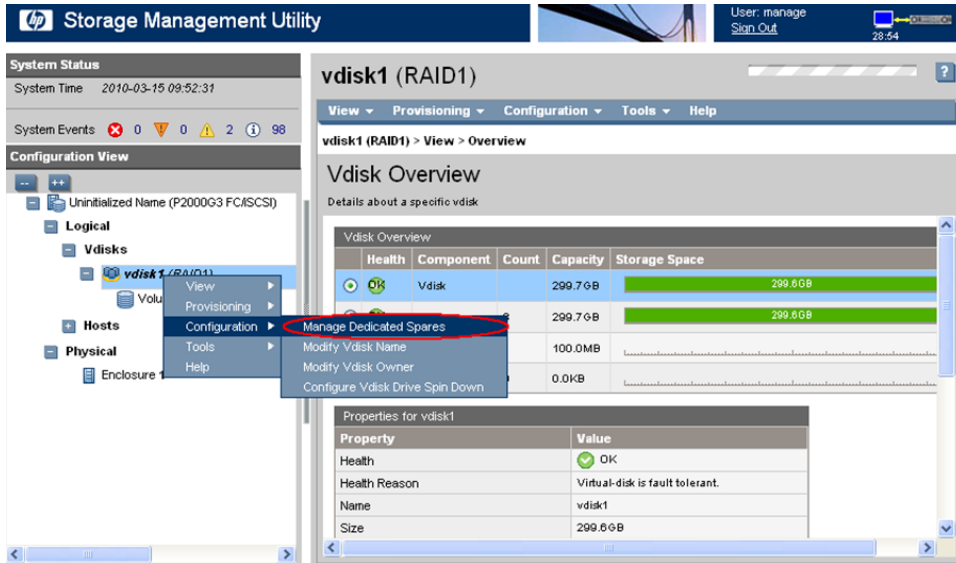 hp Storage Management Utility
User: manage
Sign Out
28:54
System Status
System Time 2010-03-15 09:52:31
System Events 0 0 2 98
Configuration View
-- ++
Uninitialized Name (P2000G3 FC/iSCSI)
Logical
Vdisks
vdisk1 (RAID1)
Volu
Hosts
Physical
Enclosure 1
View
Provisioning
Configuration
Tools
Help
Manage Dedicated Spares
Modify Vdisk Name
Modify Vdisk Owner
Configure Vdisk Drive Spin Down
vdisk1 (RAID1)
?
View Provisioning Configuration Tools Help
vdisk1 (RAID1) > View > Overview
Vdisk Overview
Details about a specific vdisk
Vdisk Overview
Health Component Count Capacity Storage Space
OK Vdisk 299.7GB 299.6GB
299.7GB 299.6GB
100.0MB
0.0KB
Properties for vdisk1
Property Value
Health OK
Health Reason Virtual-disk is fault tolerant.
Name vdisk1
Size 299.6GB